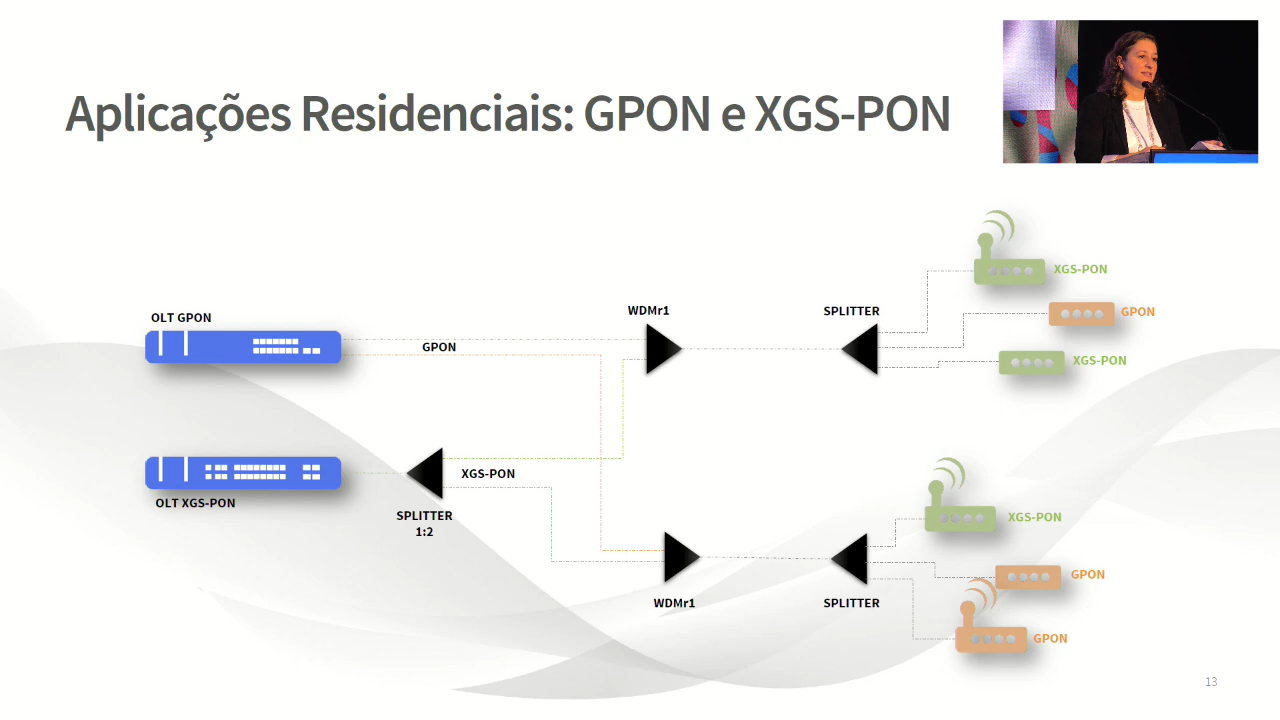 Aplicações Residenciais: GPON e XGS-PON
XGS-PON
GPON
XGS-PON
OLT GPON
GPON
WDMr1
SPLITTER
OLT XGS-PON
SPLITTER
1:2
XGS-PON
WDMr1
SPLITTER
XGS-PON
GPON
GPON
13